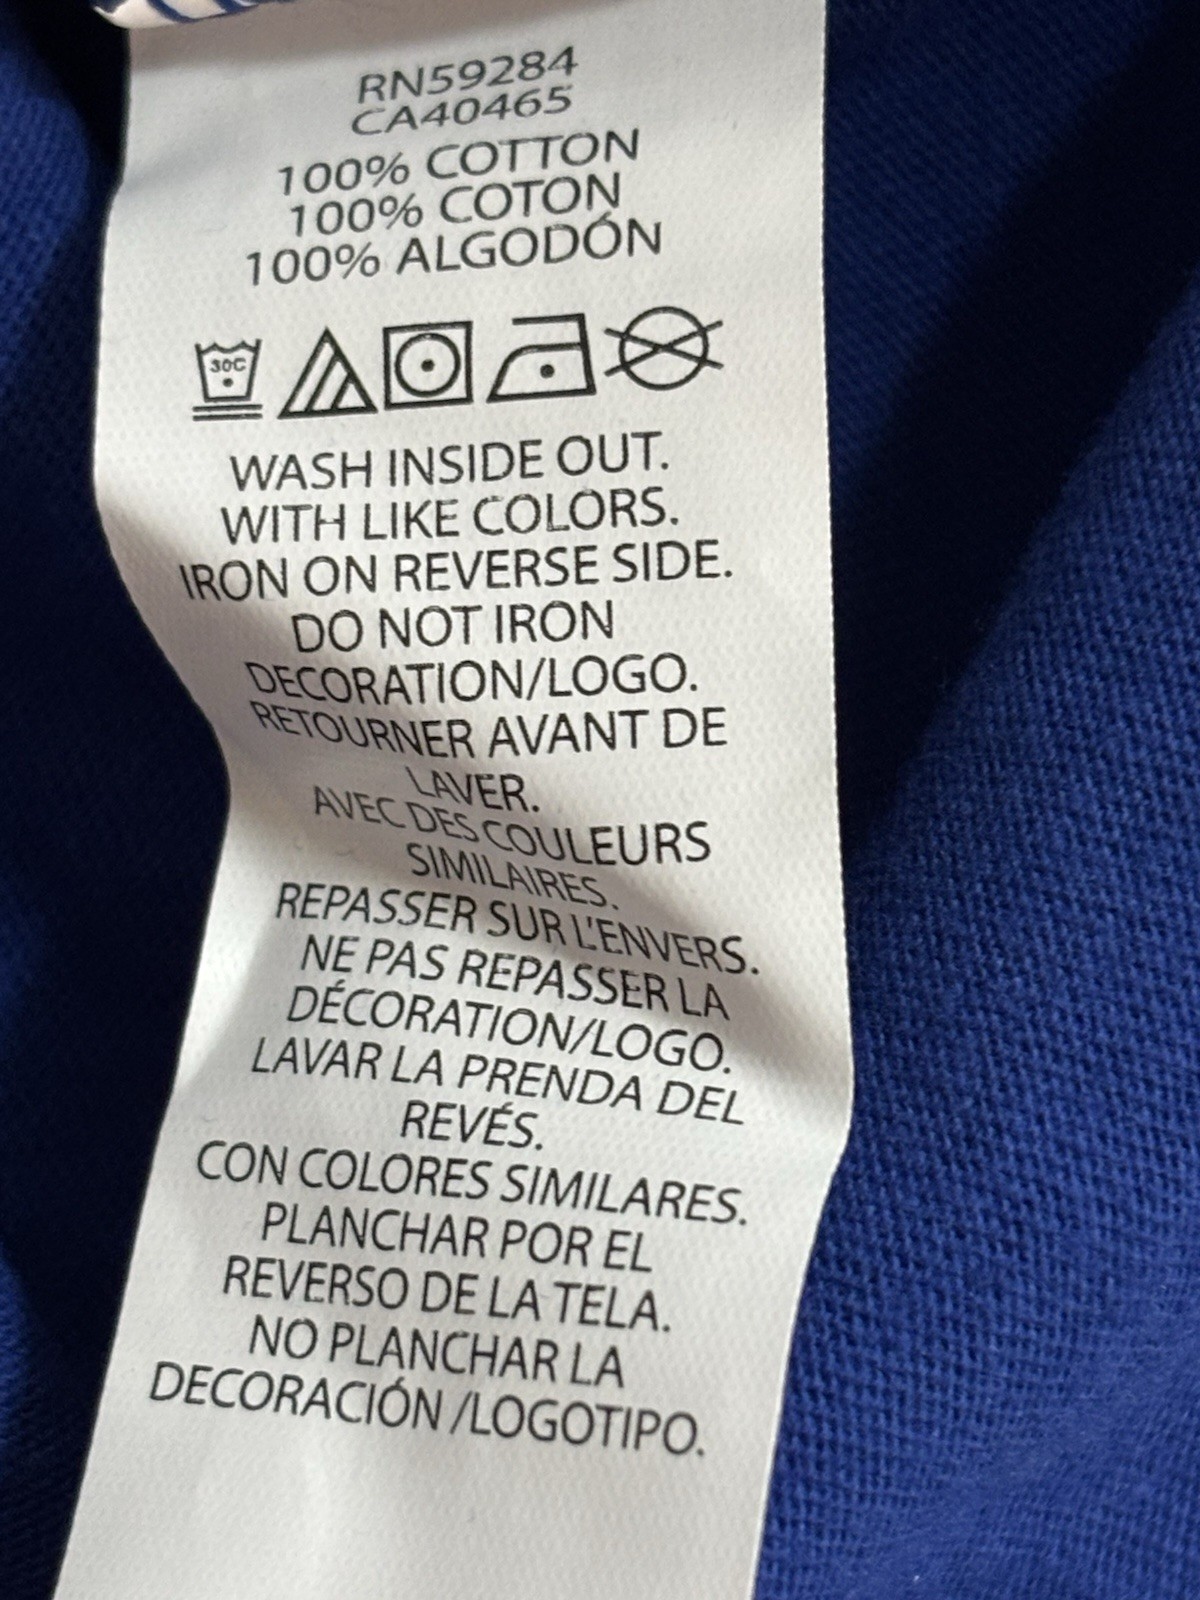 RN59284
CA40465
100% COTTON
100% COTON
100% ALGODÓN
30C
WASH INSIDE OUT.
WITH LIKE COLORS.
IRON ON REVERSE SIDE.
DO NOT IRON
DECORATION/LOGO.
RETOURNER AVANT DE
LAVER.
AVEC DES COULEURS
SIMILAIRES.
REPASSER SUR L'ENVERS.
NE PAS REPASSER LA
DÉCORATION/LOGO.
LAVAR LA PRENDA DEL
REVÉS.
CON COLORES SIMILARES.
PLANCHAR POR EL
REVERSO DE LA TELA.
NO PLANCHAR LA
DECORACIÓN /LOGOTIPO.